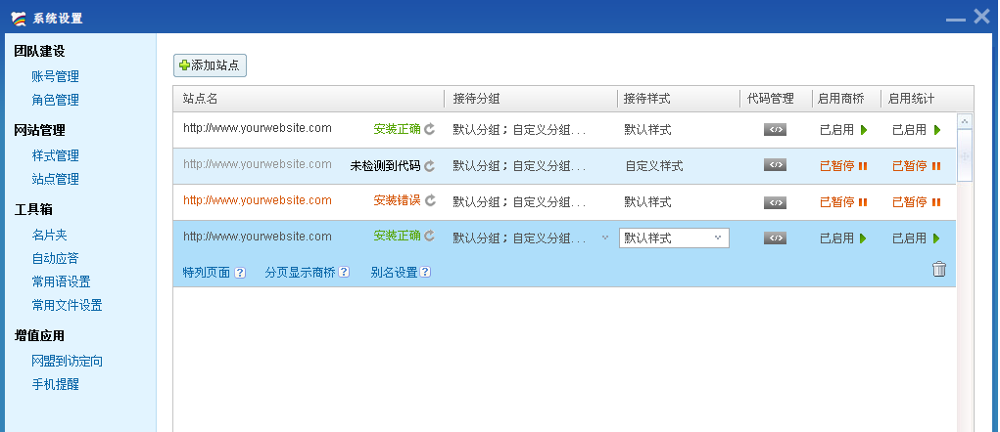 系统设置
团队建设
账号管理
角色管理
网站管理
样式管理
站点管理
工具箱
名片夹
自动应答
常用语设置
常用文件设置
增值应用
网盟到访定向
手机提醒
添加站点
站点名 接待分组 接待样式 代码管理 启用商桥 启用统计
http://www.yourwebsite.com 安装正确 默认分组；自定义分组... 默认样式 </> 已启用 已启用
http://www.yourwebsite.com 未检测到代码 默认分组；自定义分组... 自定义样式 </> 已暂停 已暂停
http://www.yourwebsite.com 安装错误 默认分组；自定义分组... 默认样式 </> 已暂停 已暂停
http://www.yourwebsite.com 安装正确 默认分组；自定义分组... 默认样式 </> 已启用 已启用
特列页面 ? 分页显示商桥 ? 别名设置 ?